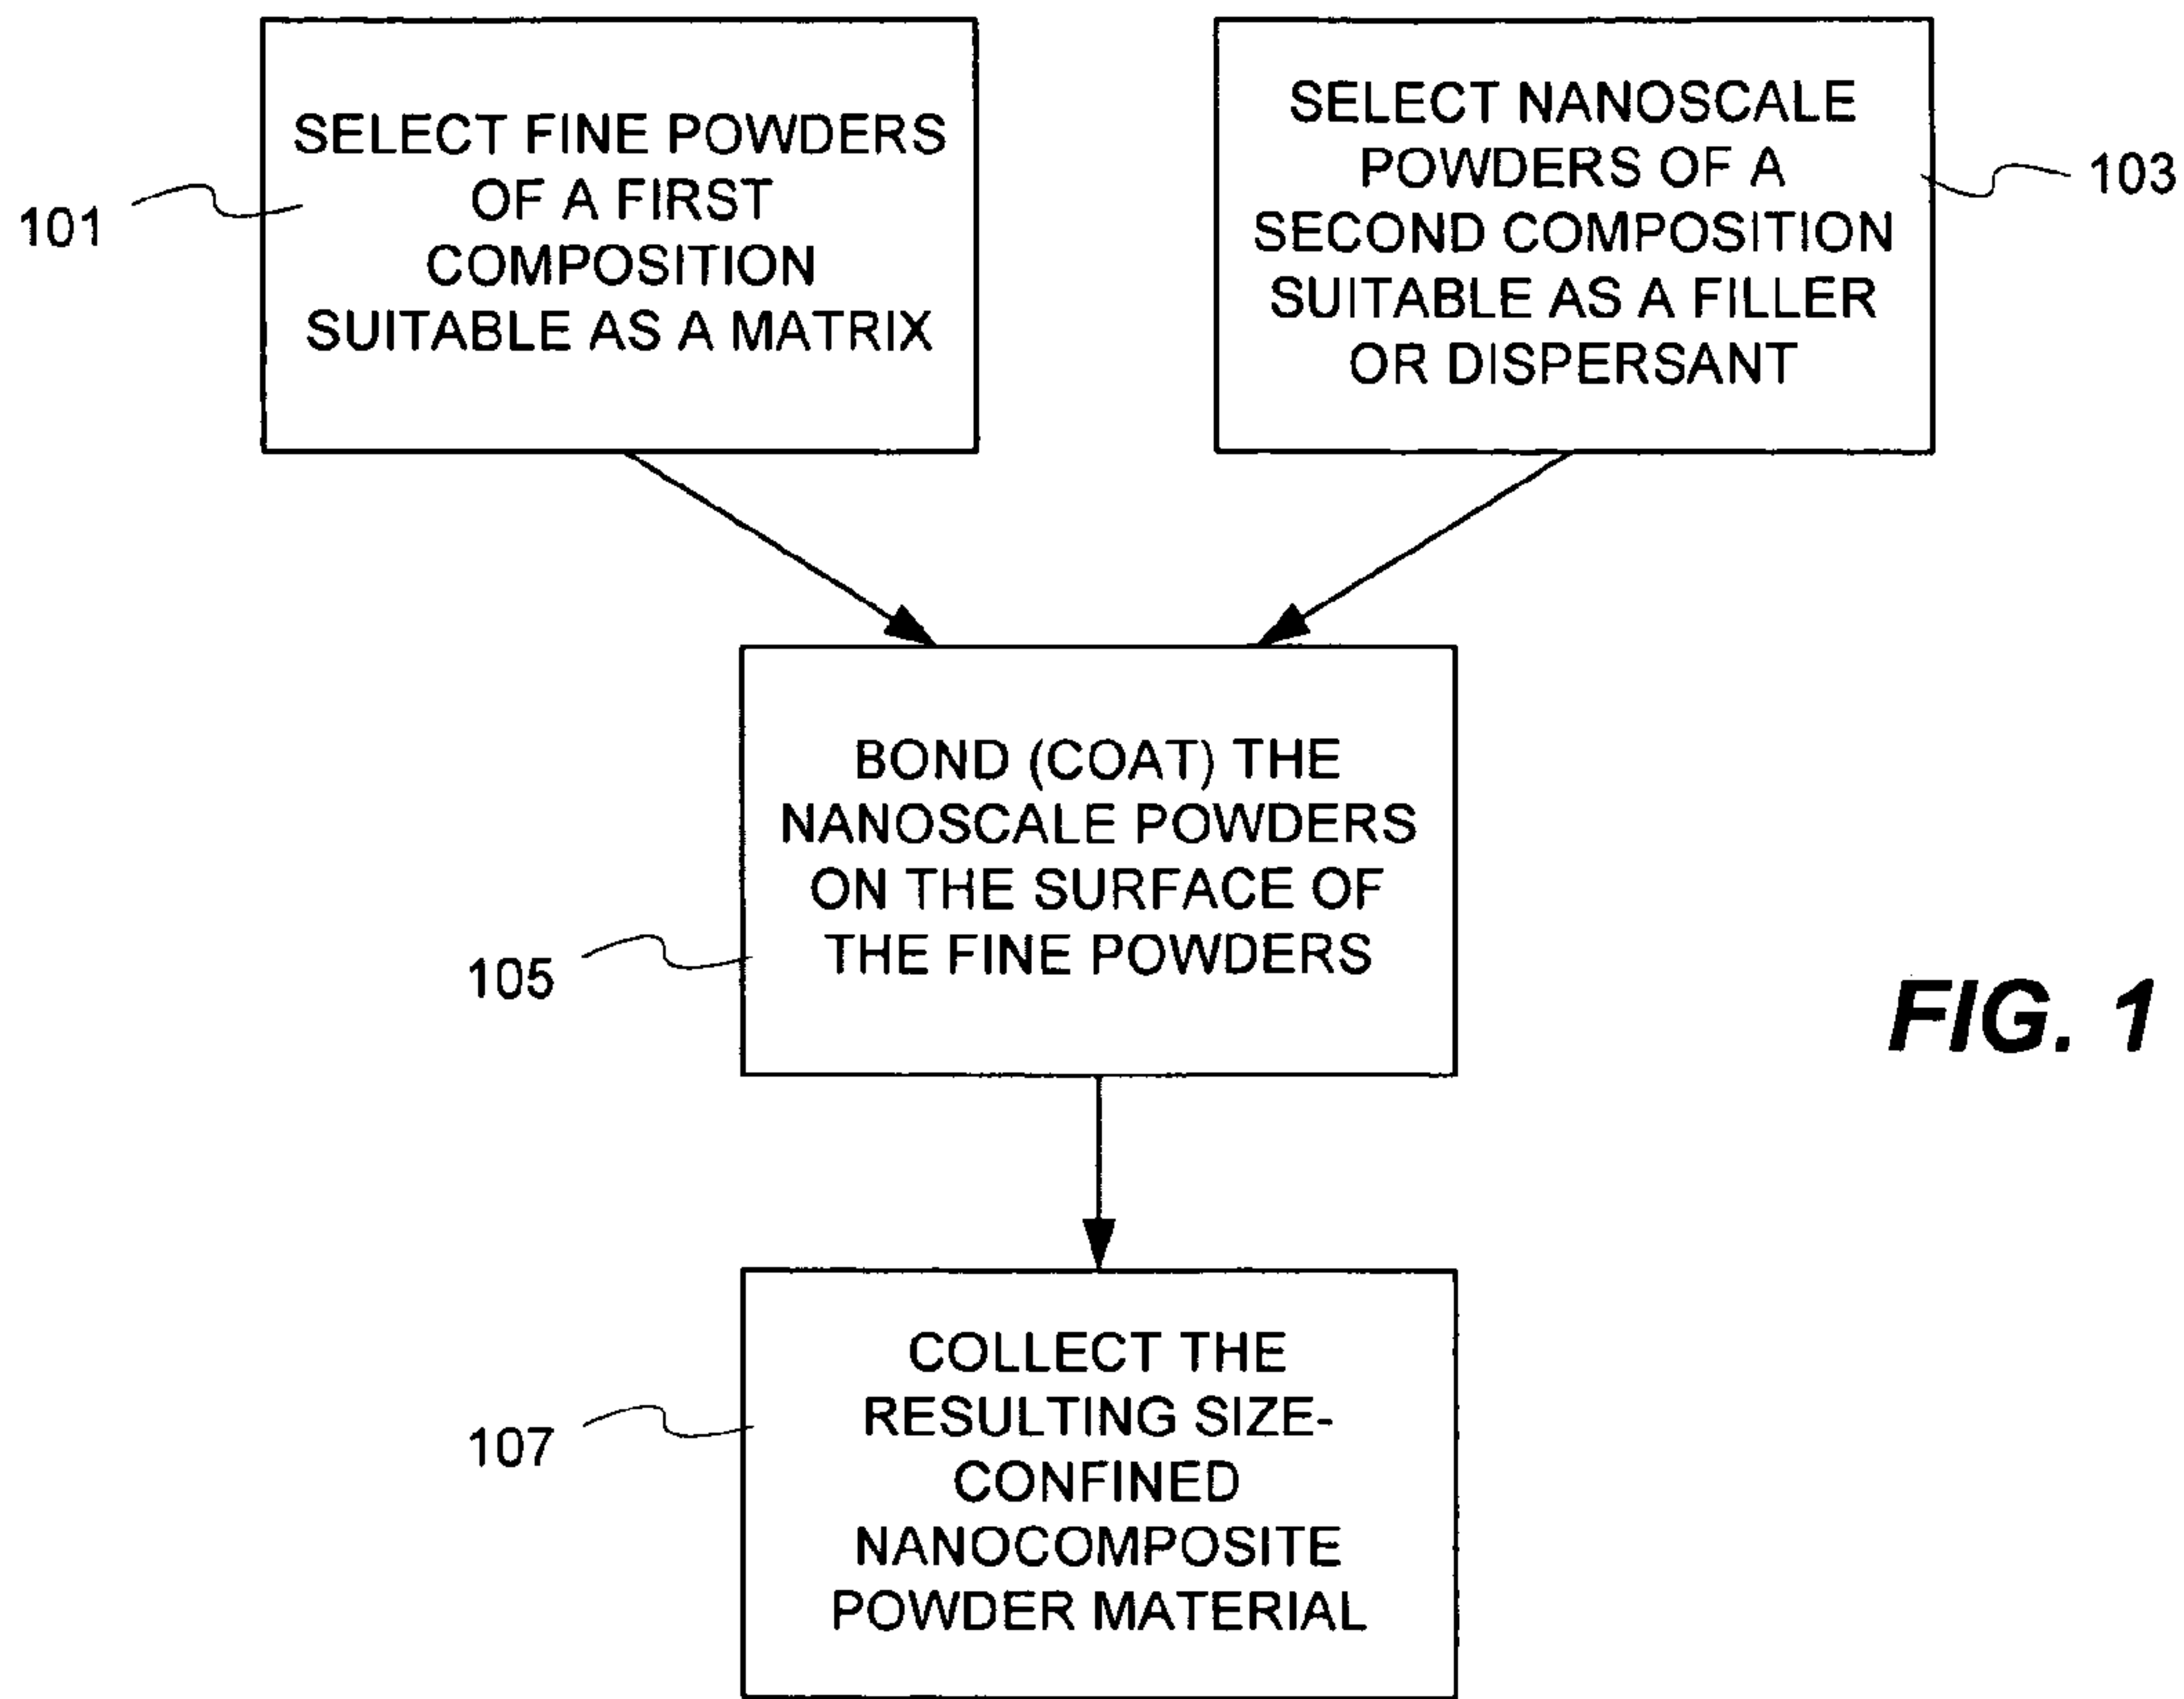 SELECT FINE POWDERS
OF A FIRST
COMPOSITION
SUITABLE AS A MATRIX
101
SELECT NANOSCALE
POWDERS OF A
SECOND COMPOSITION
SUITABLE AS A FILLER
OR DISPERSANT
103
BOND (COAT) THE
NANOSCALE POWDERS
ON THE SURFACE OF
THE FINE POWDERS
105
FIG. 1
COLLECT THE
RESULTING SIZE-
CONFINED
NANOCOMPOSITE
POWDER MATERIAL
107